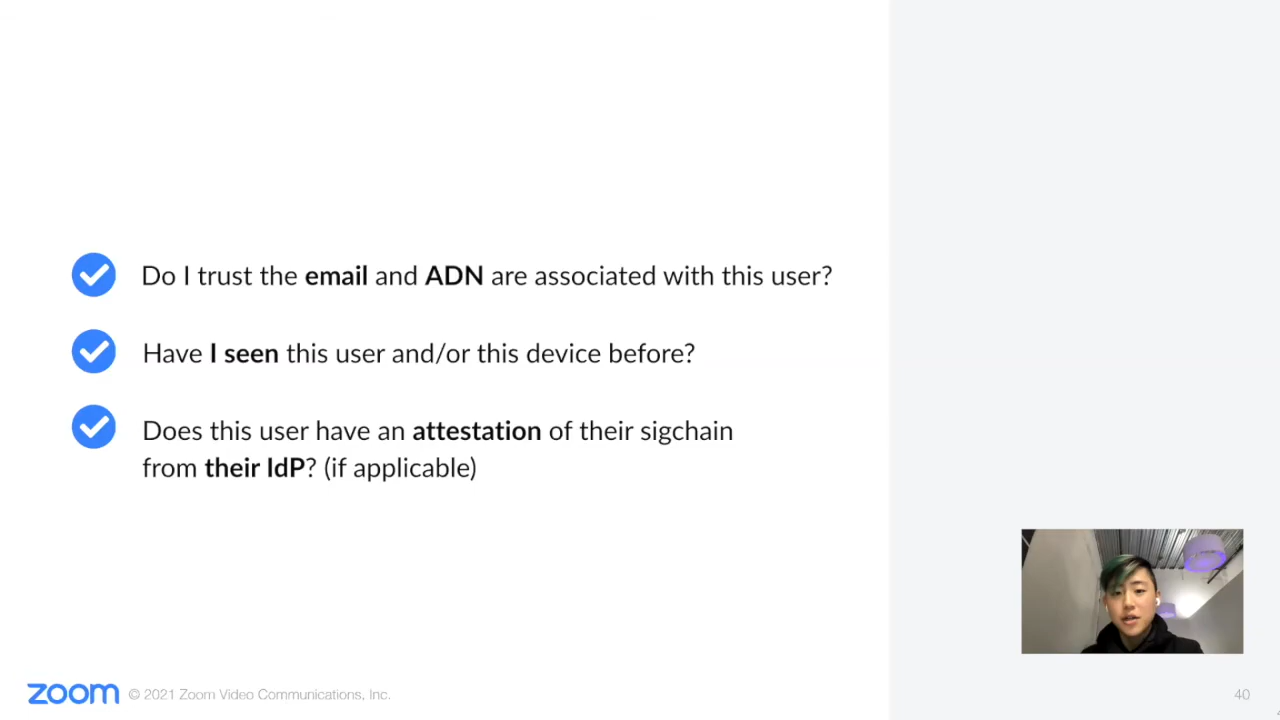 Do I trust the email and ADN are associated with this user?
Have I seen this user and/or this device before?
Does this user have an attestation of their sigchain
from their IdP? (if applicable)
zoom © 2021 Zoom Video Communications, Inc.
40